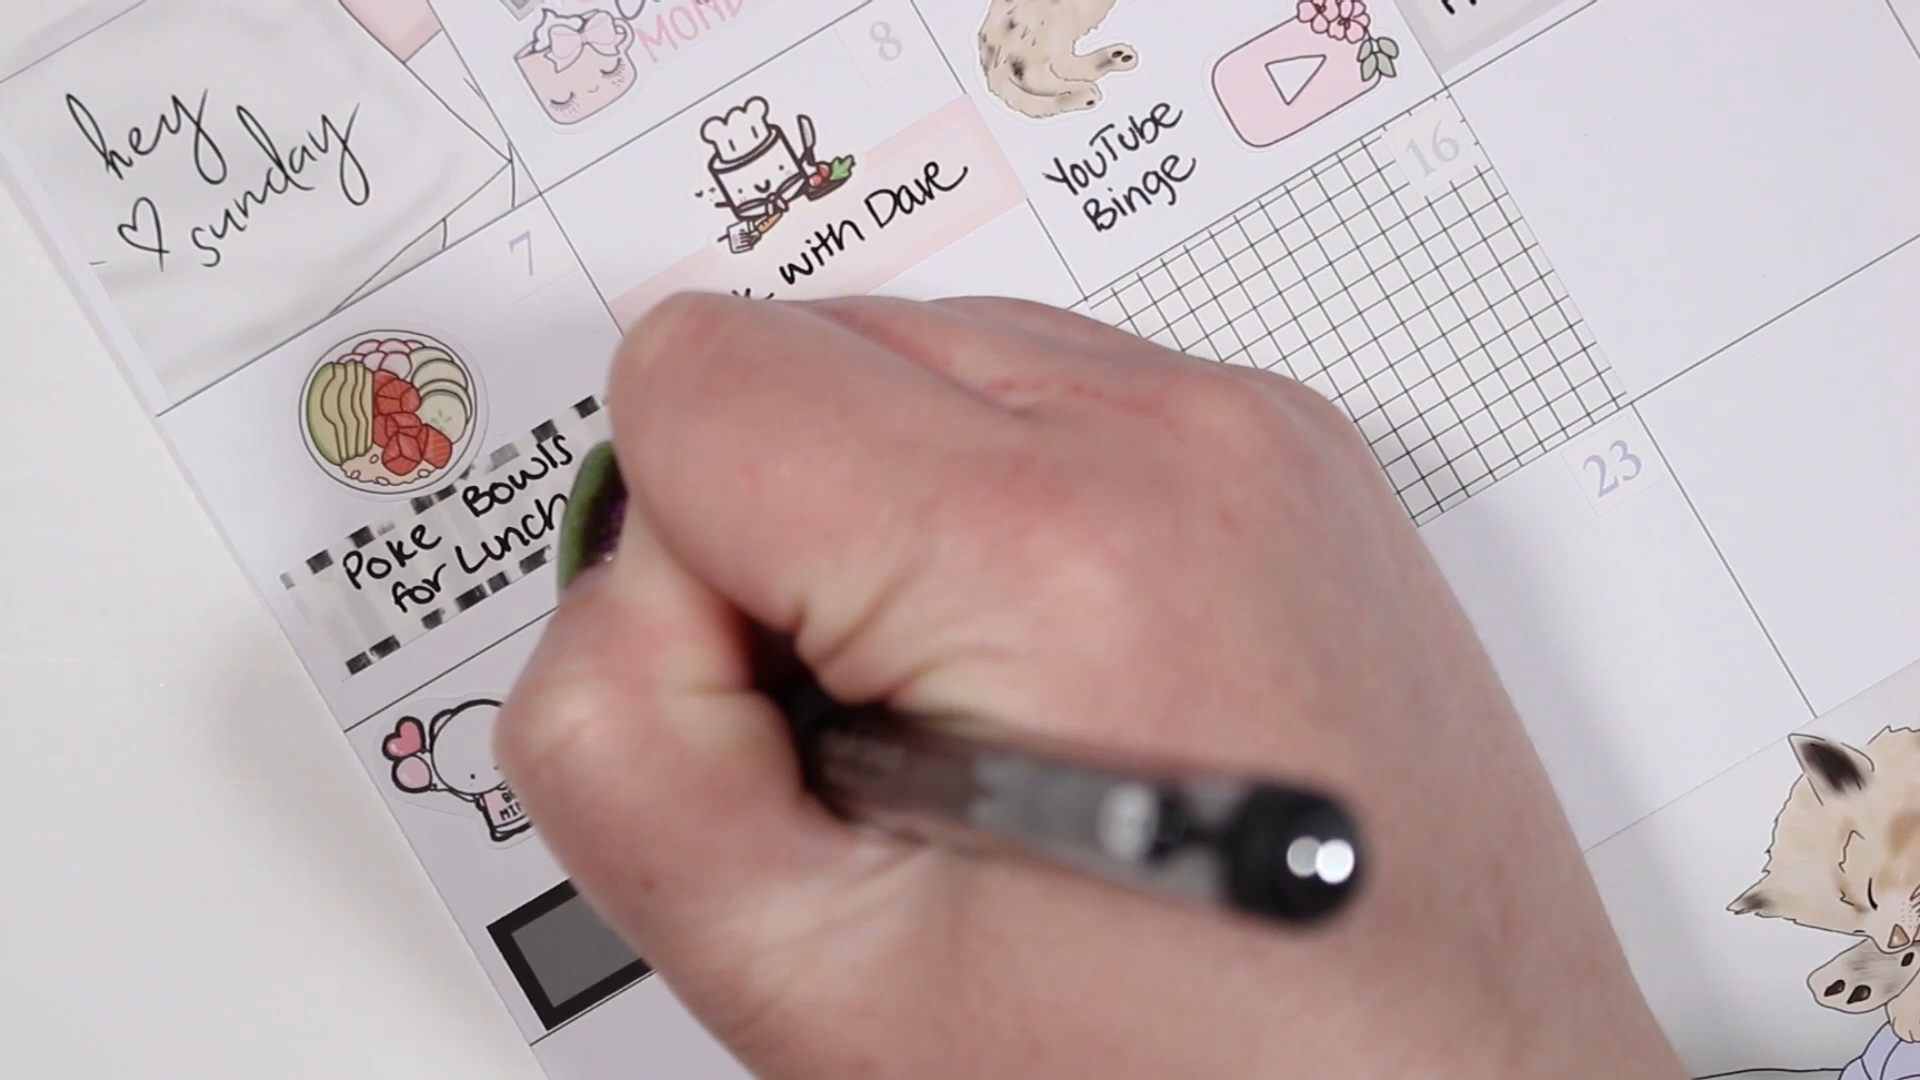 hey
♡ sunday
8
with Dave
YouTube
Binge
16
7
Poke Bowls
for Lunch
23